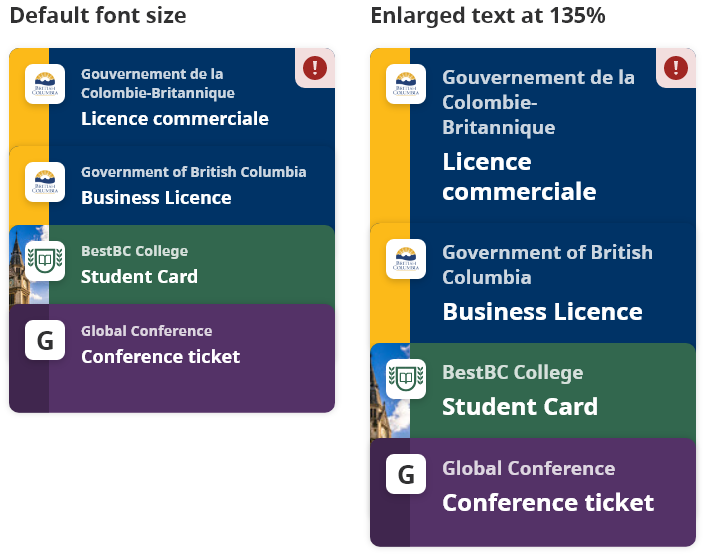 Default font size
Gouvernement de la
Colombie-Britannique
Licence commerciale
!
BRITISH
COLUMBIA
Government of British Columbia
Business Licence
BRITISH
COLUMBIA
BestBC College
Student Card
G
Global Conference
Conference ticket
Enlarged text at 135%
Gouvernement de la
Colombie-
Britannique
Licence
commerciale
!
BRITISH
COLUMBIA
Government of British
Columbia
Business Licence
BRITISH
COLUMBIA
BestBC College
Student Card
G
Global Conference
Conference ticket